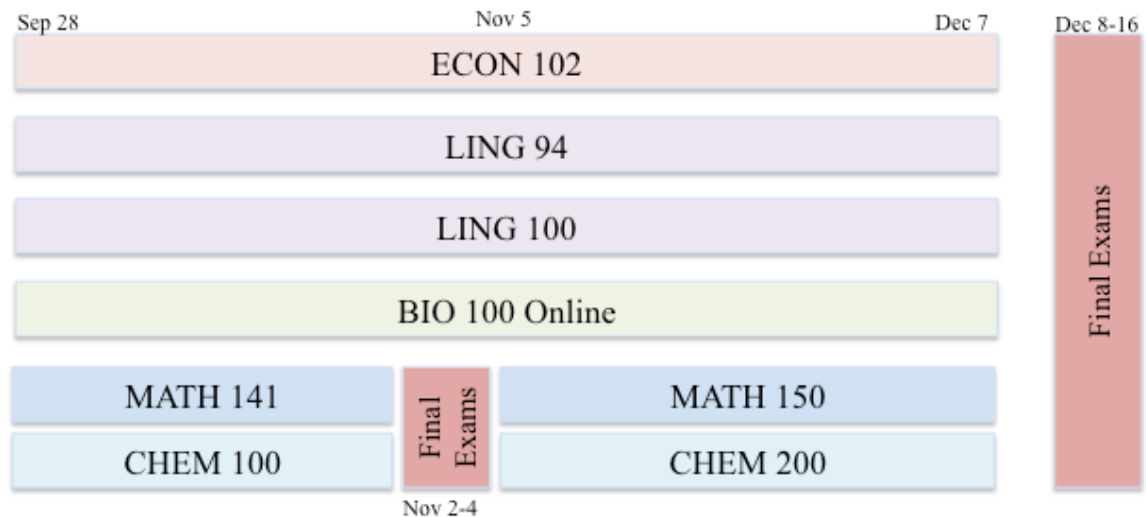 Sep 28
Nov 5
Dec 7
Dec 8-16
ECON 102
LING 94
LING 100
BIO 100 Online
Final Exams
MATH 141
Final
Exams
MATH 150
CHEM 100
CHEM 200
Nov 2-4